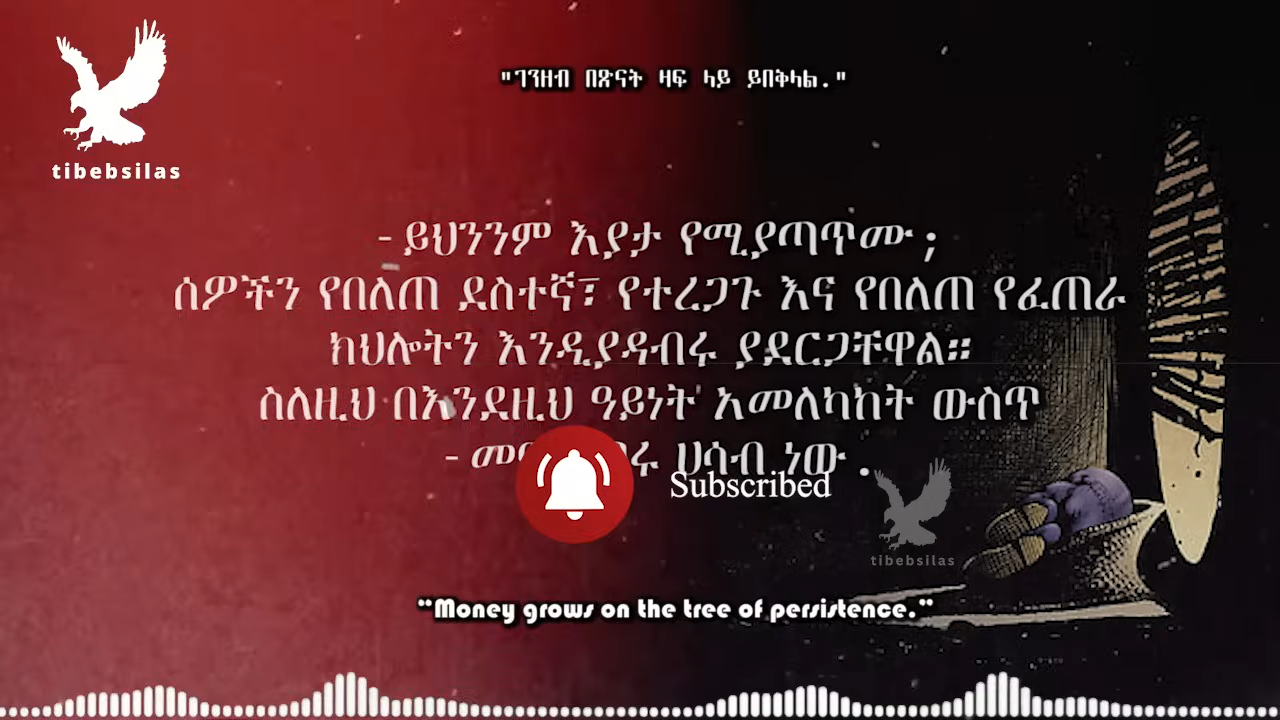 tibebsilas
"ገንዘብ በጽናት ዛፍ ላይ ይበቅላል."
- ይህንንም እያታ የሚያጣጥሙ ;
ሰዎችን የበለጠ ደስተኛ፣ የተረጋጉ እና የበለጠ የፈጠራ
ክህሎትን እንዲያዳብሩ ያደርጋቸዋል።
ስለዚህ በእንደዚህ ዓይነት አመለካከት ውስጥ
- ሀሳብ ነው .
Subscribed
tibebsilas
“Money grows on the tree of persistence.”